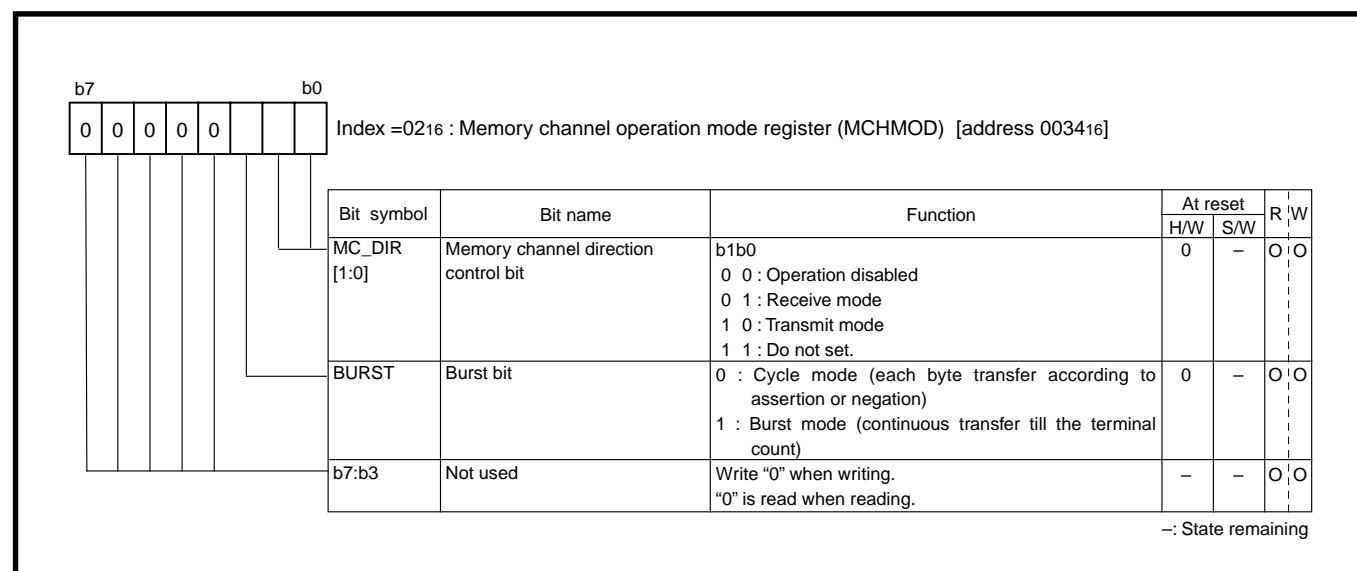 b7 b0
0 0 0 0 0
Index =0216 : Memory channel operation mode register (MCHMOD) [address 003416]
Bit symbol Bit name Function At reset R W
H/W S/W
MC_DIR Memory channel direction b1b0 0 – O O
[1:0] control bit 0 0 : Operation disabled
0 1 : Receive mode
1 0 : Transmit mode
1 1 : Do not set.
BURST Burst bit 0 : Cycle mode (each byte transfer according to 0 – O O
assertion or negation)
1 : Burst mode (continuous transfer till the terminal
count)
b7:b3 Not used Write “0” when writing. – – O O
“0” is read when reading.
–: State remaining